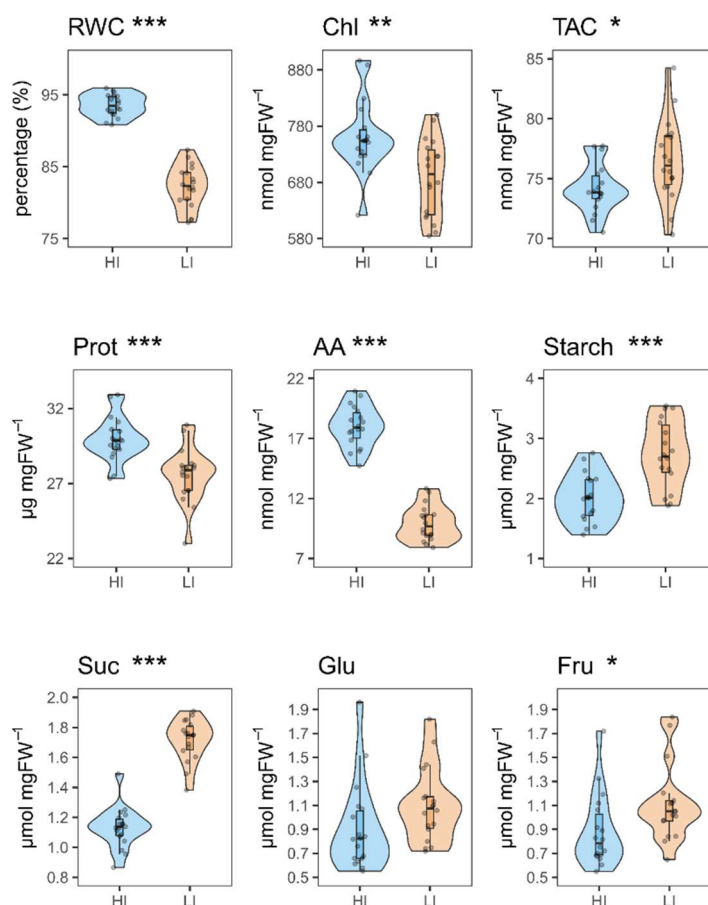 RWC ***
Chl **
TAC *
percentage (%)
95
85
75
HI
LI
nmol mgFW⁻¹
880
780
680
580
HI
LI
nmol mgFW⁻¹
85
80
75
70
HI
LI
Prot ***
AA ***
Starch ***
µg mgFW⁻¹
32
27
22
HI
LI
nmol mgFW⁻¹
22
17
12
7
HI
LI
µmol mgFW⁻¹
4
3
2
1
HI
LI
Suc ***
Glu
Fru *
µmol mgFW⁻¹
2.0
1.8
1.6
1.4
1.2
1.0
0.8
HI
LI
µmol mgFW⁻¹
1.9
1.7
1.5
1.3
1.1
0.9
0.7
0.5
HI
LI
µmol mgFW⁻¹
1.9
1.7
1.5
1.3
1.1
0.9
0.7
0.5
HI
LI